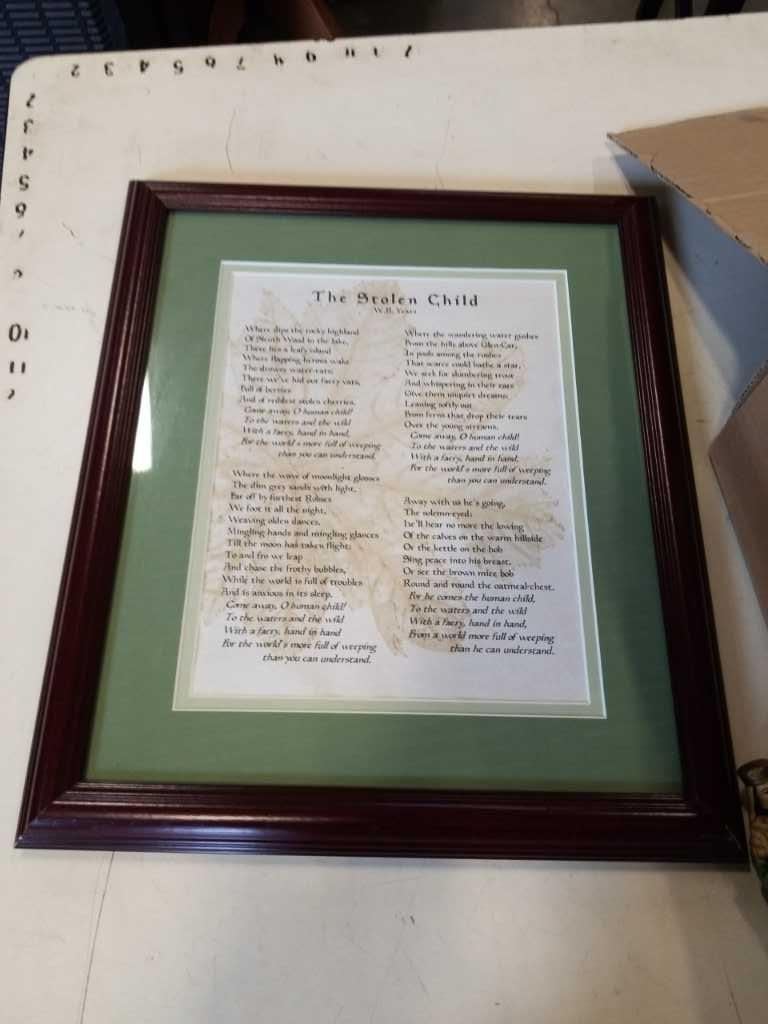 The Stolen Child
W.B. Yeats
Where dips the rocky highland
Of Sleuth Wood in the lake,
There lies a leafy island
Where flapping herons wake
The drowsy water-rats;
There we've hid our faery vats,
Full of berries
And of reddest stolen cherries.
Come away, O human child!
To the waters and the wild
With a faery, hand in hand,
For the world's more full of weeping
than you can understand.
Where the wave of moonlight glosses
The dim grey sands with light,
Far off by furthest Rosses
We foot it all the night,
Weaving olden dances,
Mingling hands and mingling glances
Till the moon has taken flight;
To and fro we leap
And chase the frothy bubbles,
While the world is full of troubles
And is anxious in its sleep.
Come away, O human child!
To the waters and the wild
With a faery, hand in hand
For the world's more full of weeping
than you can understand.
Where the wandering water gushes
From the hills above Glen-Car,
In pools among the rushes
That scarce could bathe a star,
We seek for slumbering trout
And whispering in their ears
Give them unquiet dreams;
Leaning softly out
From ferns that drop their tears
Over the young streams.
Come away, O human child!
To the waters and the wild
With a faery, hand in hand,
For the world's more full of weeping
than you can understand.
Away with us he's going,
The solemn-eyed:
He'll hear no more the lowing
Of the calves on the warm hillside
Or the kettle on the hob
Sing peace into his breast,
Or see the brown mice bob
Round and round the oatmeal-chest.
For he comes the human child,
To the waters and the wild
With a faery, hand in hand,
From a world more full of weeping
than he can understand.
2 3 4 5 6 7 9 11
2
3
4
5
6
10
11